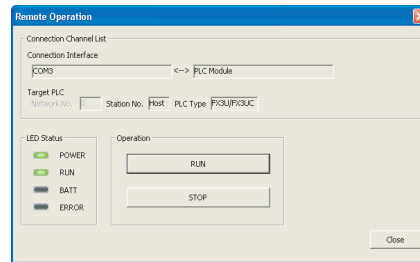 Remote Operation
Connection Channel List
Connection Interface
COM3 <--> PLC Module
Target PLC
Network No. 0 Station No. Host PLC Type FX3U/FX3UC
LED Status
POWER
RUN
BATT
ERROR
Operation
RUN
STOP
Close